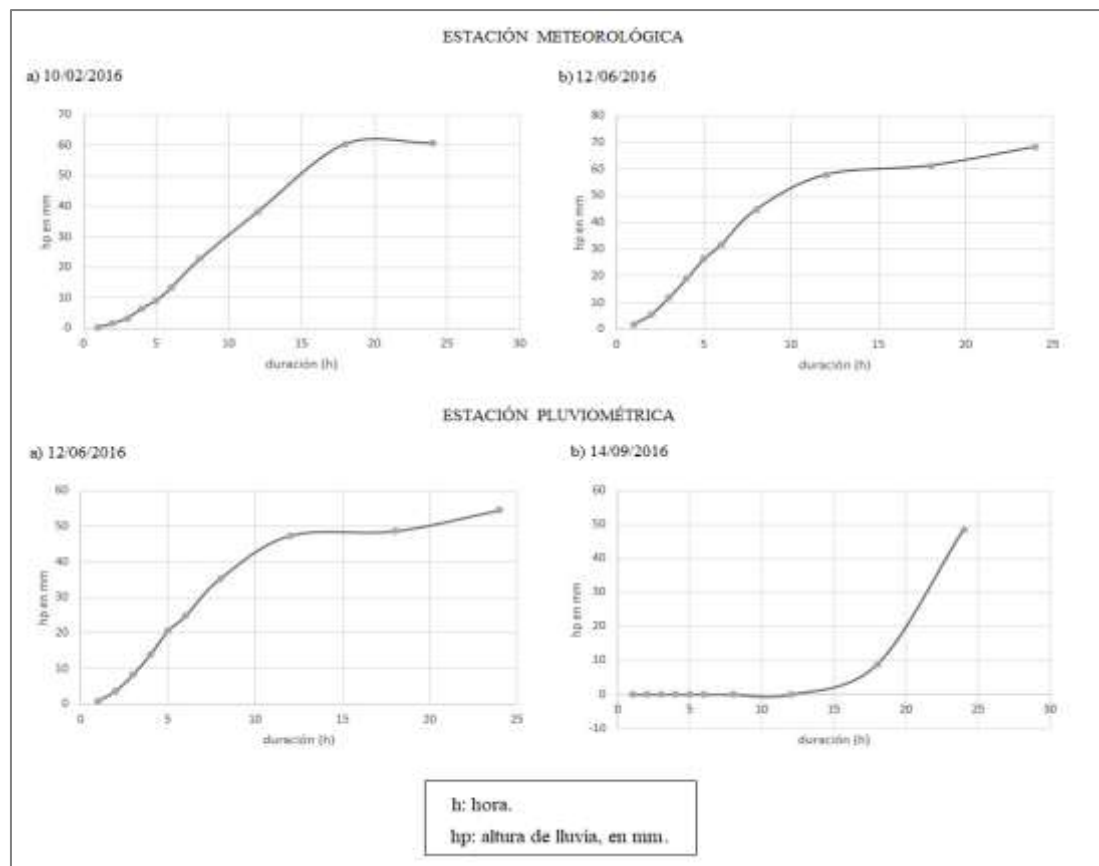 ESTACIÓN METEOROLÓGICA
a) 10/02/2016
b) 12/06/2016
hp en mm
70
60
50
40
30
20
10
0
0 5 10 15 20 25 30
duración (h)
hp en mm
80
70
60
50
40
30
20
10
0
0 5 10 15 20 25
duración (h)
ESTACIÓN PLUVIOMÉTRICA
a) 12/06/2016
b) 14/09/2016
hp en mm
60
50
40
30
20
10
0
0 5 10 15 20 25
duración (h)
hp en mm
60
50
40
30
20
10
0
-10
0 5 10 15 20 25 30
duración (h)
h: hora.
hp: altura de lluvia, en mm.